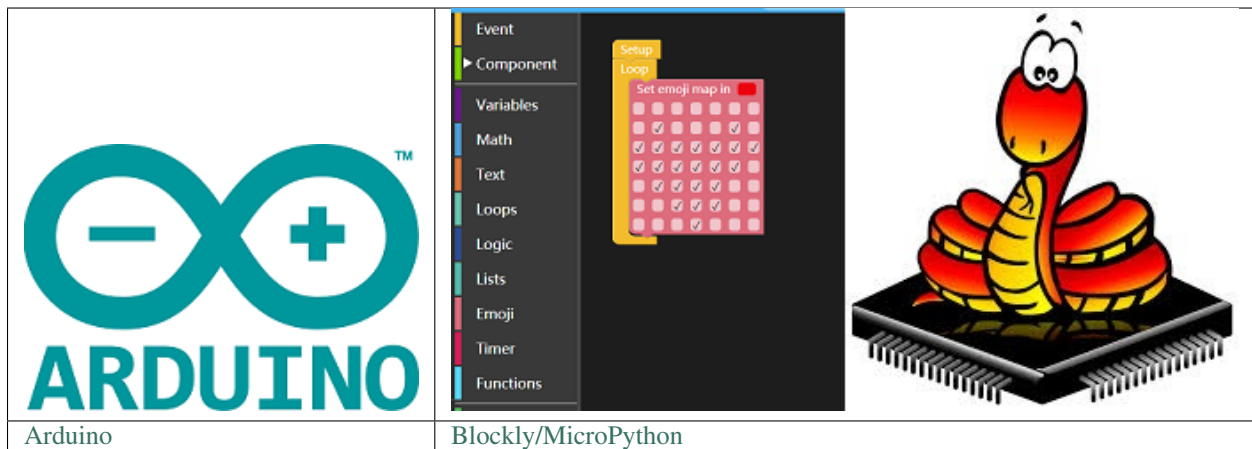 ™
ARDUINO
Event
Component
Variables
Math
Text
Loops
Logic
Lists
Emoji
Timer
Functions
Setup
Loop
Set emoji map in
Arduino
Blockly/MicroPython